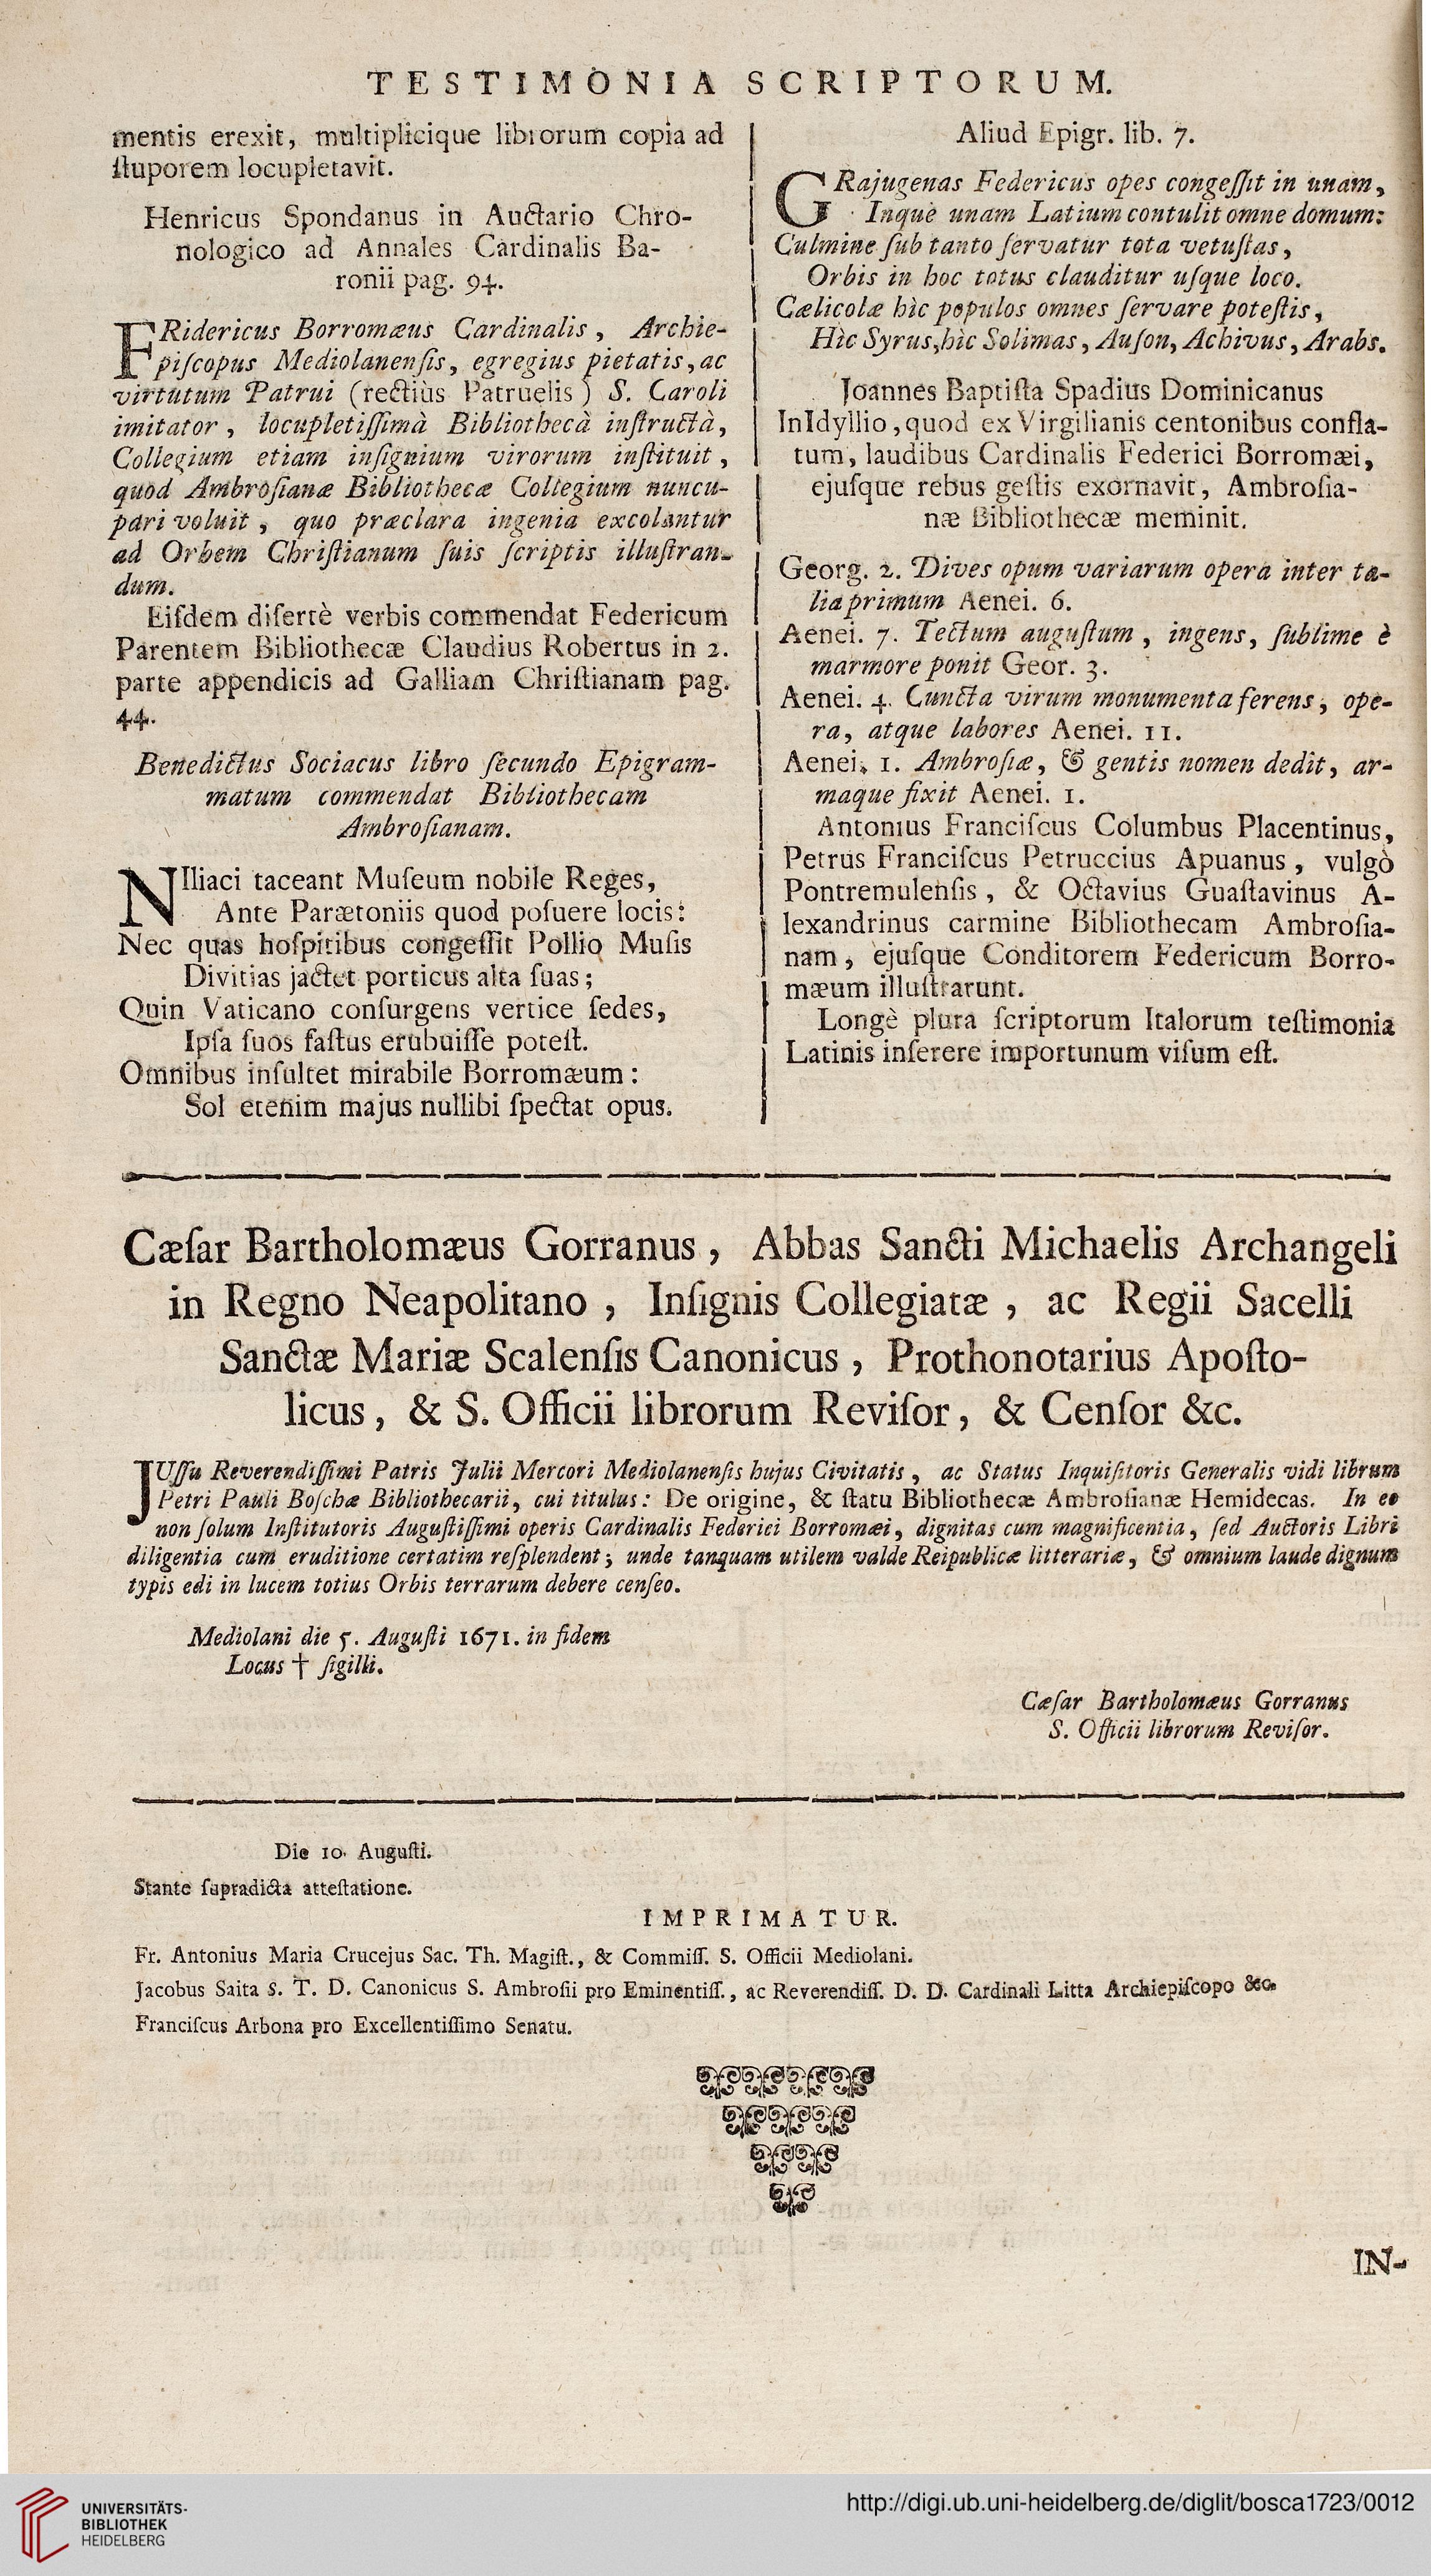 TESTIMONIA SCRIPTORUM.
mentis erexit, multiplicique librorum copia ad
ſtuporem locupletavit.
Henricus Spondanus in Auctario Chro-
nologico ad Annales Cardinalis Ba-
ronii pag. 94.
FRidericus Borromæus Cardinalis, Archie-
piſcopus Mediolanenſis, egregius pietatis, ac
virtutum Patrui (rectiùs Patruelis) S. Caroli
imitator, locupletiſſimà Bibliothecà inſtructà,
Collegium etiam inſignium virorum inſtituit,
quod Ambroſianæ Bibliothecæ Collegium nuncu-
pari voluit, quo præclara ingenia excolantur
ad Orbem Chriſtianum ſuis ſcriptis illuſtran-
dum.
Eiſdem diſertè verbis commendat Federicum
Parentem Bibliothecæ Claudius Robertus in 2.
parte appendicis ad Galliam Chriſtianam pag.
44.
Benedictus Sociacus libro ſecundo Epigram-
matum commendat Bibliothecam
Ambroſianam.
NIliaci taceant Muſeum nobile Reges,
Ante Parætoniis quod poſuere locis:
Nec quas hoſpitibus congeſſit Pollio Muſis
Divitias jactet porticus alta ſuas;
Quin Vaticano conſurgens vertice ſedes,
Ipſa ſuos faſtus erubuiſſe poteſt.
Omnibus inſultet mirabile Borromæum:
Sol etenim majus nullibi ſpectat opus.
Aliud Epigr. lib. 7.
GRajugenas Federicus opes congeſſit in unam,
Inque unam Latium contulit omne domum:
Culmine ſub tanto ſervatur tota vetuſtas,
Orbis in hoc totus clauditur uſque loco.
Cælicolæ hìc populos omnes ſervare poteſtis,
Hìc Syrus, hìc Solimas, Auſon, Achivus, Arabs.
Joannes Baptiſta Spadius Dominicanus
In Idyllio, quod ex Virgilianis centonibus confla-
tum, laudibus Cardinalis Federici Borromæi,
ejuſque rebus geſtis exornavit, Ambroſia-
næ Bibliothecæ meminit.
Georg. 2. Dives opum variarum opera inter ta-
lia primum Aenei. 6.
Aenei. 7. Tectum auguſtum, ingens, ſublime è
marmore ponit Geor. 3.
Aenei. 4. Cuncta virum monumenta ferens, ope-
ra, atque labores Aenei. 11.
Aenei. 1. Ambroſiæ, & gentis nomen dedit, ar-
maque fixit Aenei. 1.
Antonius Franciſcus Columbus Placentinus,
Petrus Franciſcus Petruccius Apuanus, vulgò
Pontremulenſis, & Octavius Guaſtavinus A-
lexandrinus carmine Bibliothecam Ambroſia-
nam, ejuſque Conditorem Federicum Borro-
mæum illuſtrarunt.
Longè plura ſcriptorum Italorum teſtimonia
Latinis inſerere importunum viſum eſt.
Cæſar Bartholomæus Gorranus, Abbas Sancti Michaelis Archangeli
in Regno Neapolitano, Inſignis Collegiatæ, ac Regii Sacelli
Sanctæ Mariæ Scalenſis Canonicus, Prothonotarius Apoſto-
licus, & S. Officii librorum Reviſor, & Cenſor &c.
JUſſu Reverendiſſimi Patris Julii Mercori Mediolanenſis hujus Civitatis, ac Status Inquiſitoris Generalis vidi librum
Petri Pauli Boſchæ Bibliothecarii, cui titulus: De origine, & ſtatu Bibliothecæ Ambroſianæ Hemidecas. In eo
non ſolum Inſtitutoris Auguſtiſſimi operis Cardinalis Federici Borromæi, dignitas cum magnificentia, ſed Auctoris Libri
diligentia cum eruditione certatim reſplendent; unde tanquam utilem valde Reipublicæ litterariæ, & omnium laude dignum
typis edi in lucem totius Orbis terrarum debere cenſeo.
Mediolani die 5. Auguſti 1671. in fidem
Locus † ſigilli.
Cæſar Bartholomæus Gorranus
S. Officii librorum Reviſor.
Die 10. Auguſti.
Stante ſupradicta atteſtatione.
IMPRIMATUR.
Fr. Antonius Maria Crucejus Sac. Th. Magiſt., & Commiſſ. S. Officii Mediolani.
Jacobus Saita S. T. D. Canonicus S. Ambroſii pro Eminentiſſ., ac Reverendiſſ. D. D. Cardinali Litta Archiepiſcopo &c.
Franciſcus Arbona pro Excellentiſſimo Senatu.
IN-
UNIVERSITÄTS-
BIBLIOTHEK
HEIDELBERG
http://digi.ub.uni-heidelberg.de/diglit/bosca1723/0012